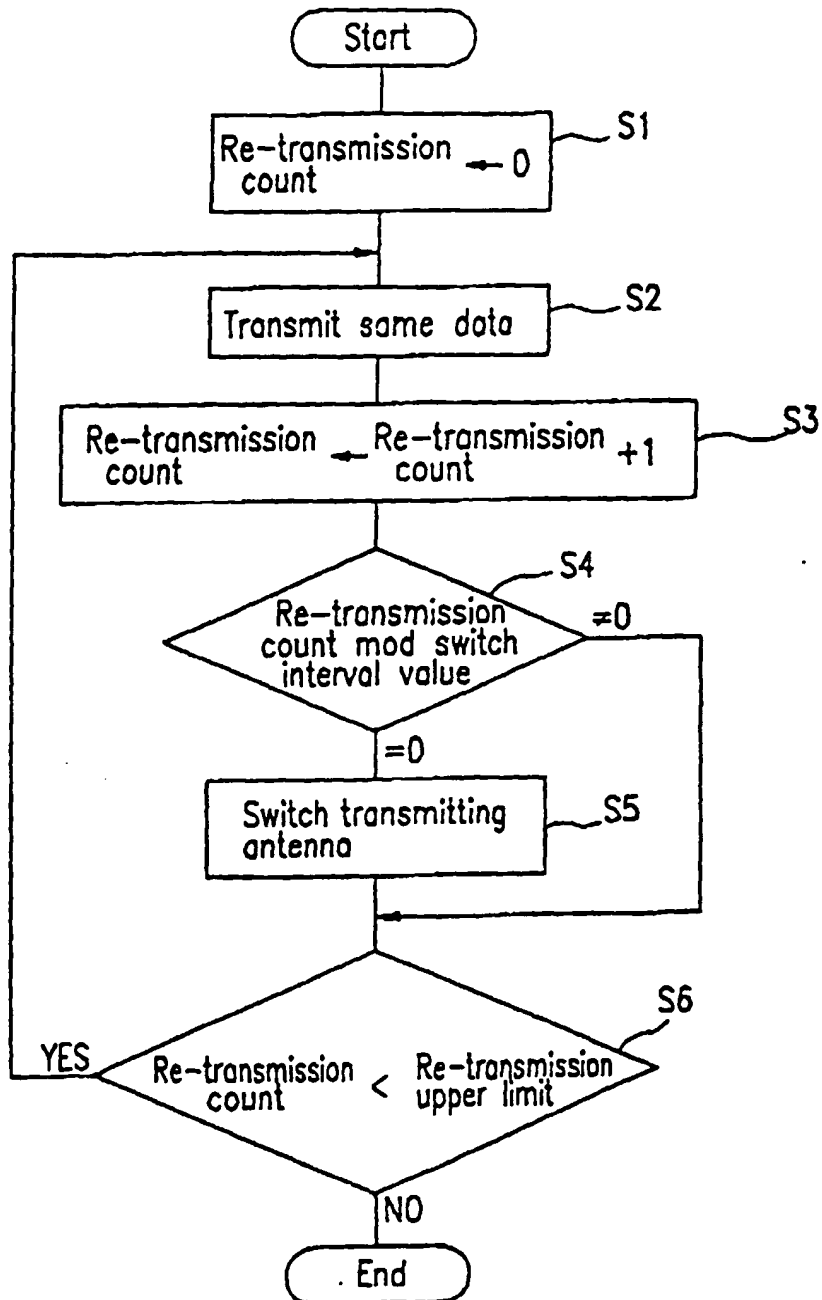 Start
Re-transmission
count ← 0
S1
Transmit same data
S2
Re-transmission
count ← Re-transmission
count +1
S3
Re-transmission
count mod switch
interval value
S4
≠0
=0
Switch transmitting
antenna
S5
Re-transmission
count < Re-transmission
upper limit
S6
YES
NO
End